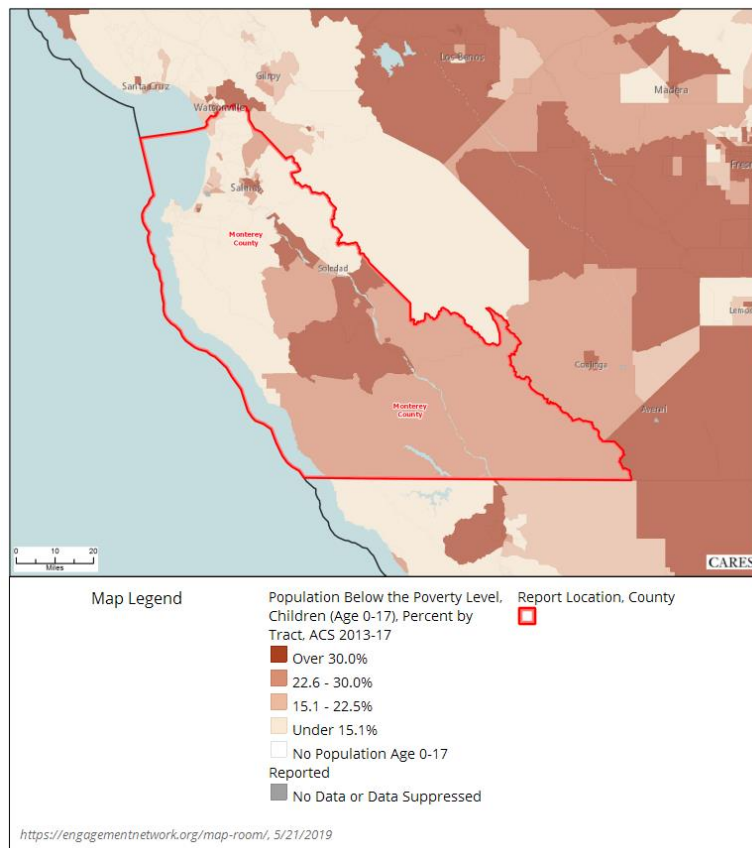 Santa Cruz
Gilroy
Los Banos
Watsonville
Madera
Fres
Salinas
Monterey
County
Soledad
Lemo
Coalinga
Monterey
County
Avenal
0 10 20
Miles
CARES
Map Legend
Population Below the Poverty Level,
Children (Age 0-17), Percent by
Tract, ACS 2013-17
Over 30.0%
22.6 - 30.0%
15.1 - 22.5%
Under 15.1%
No Population Age 0-17
Reported
No Data or Data Suppressed
Report Location, County
https://engagementnetwork.org/map-room/, 5/21/2019